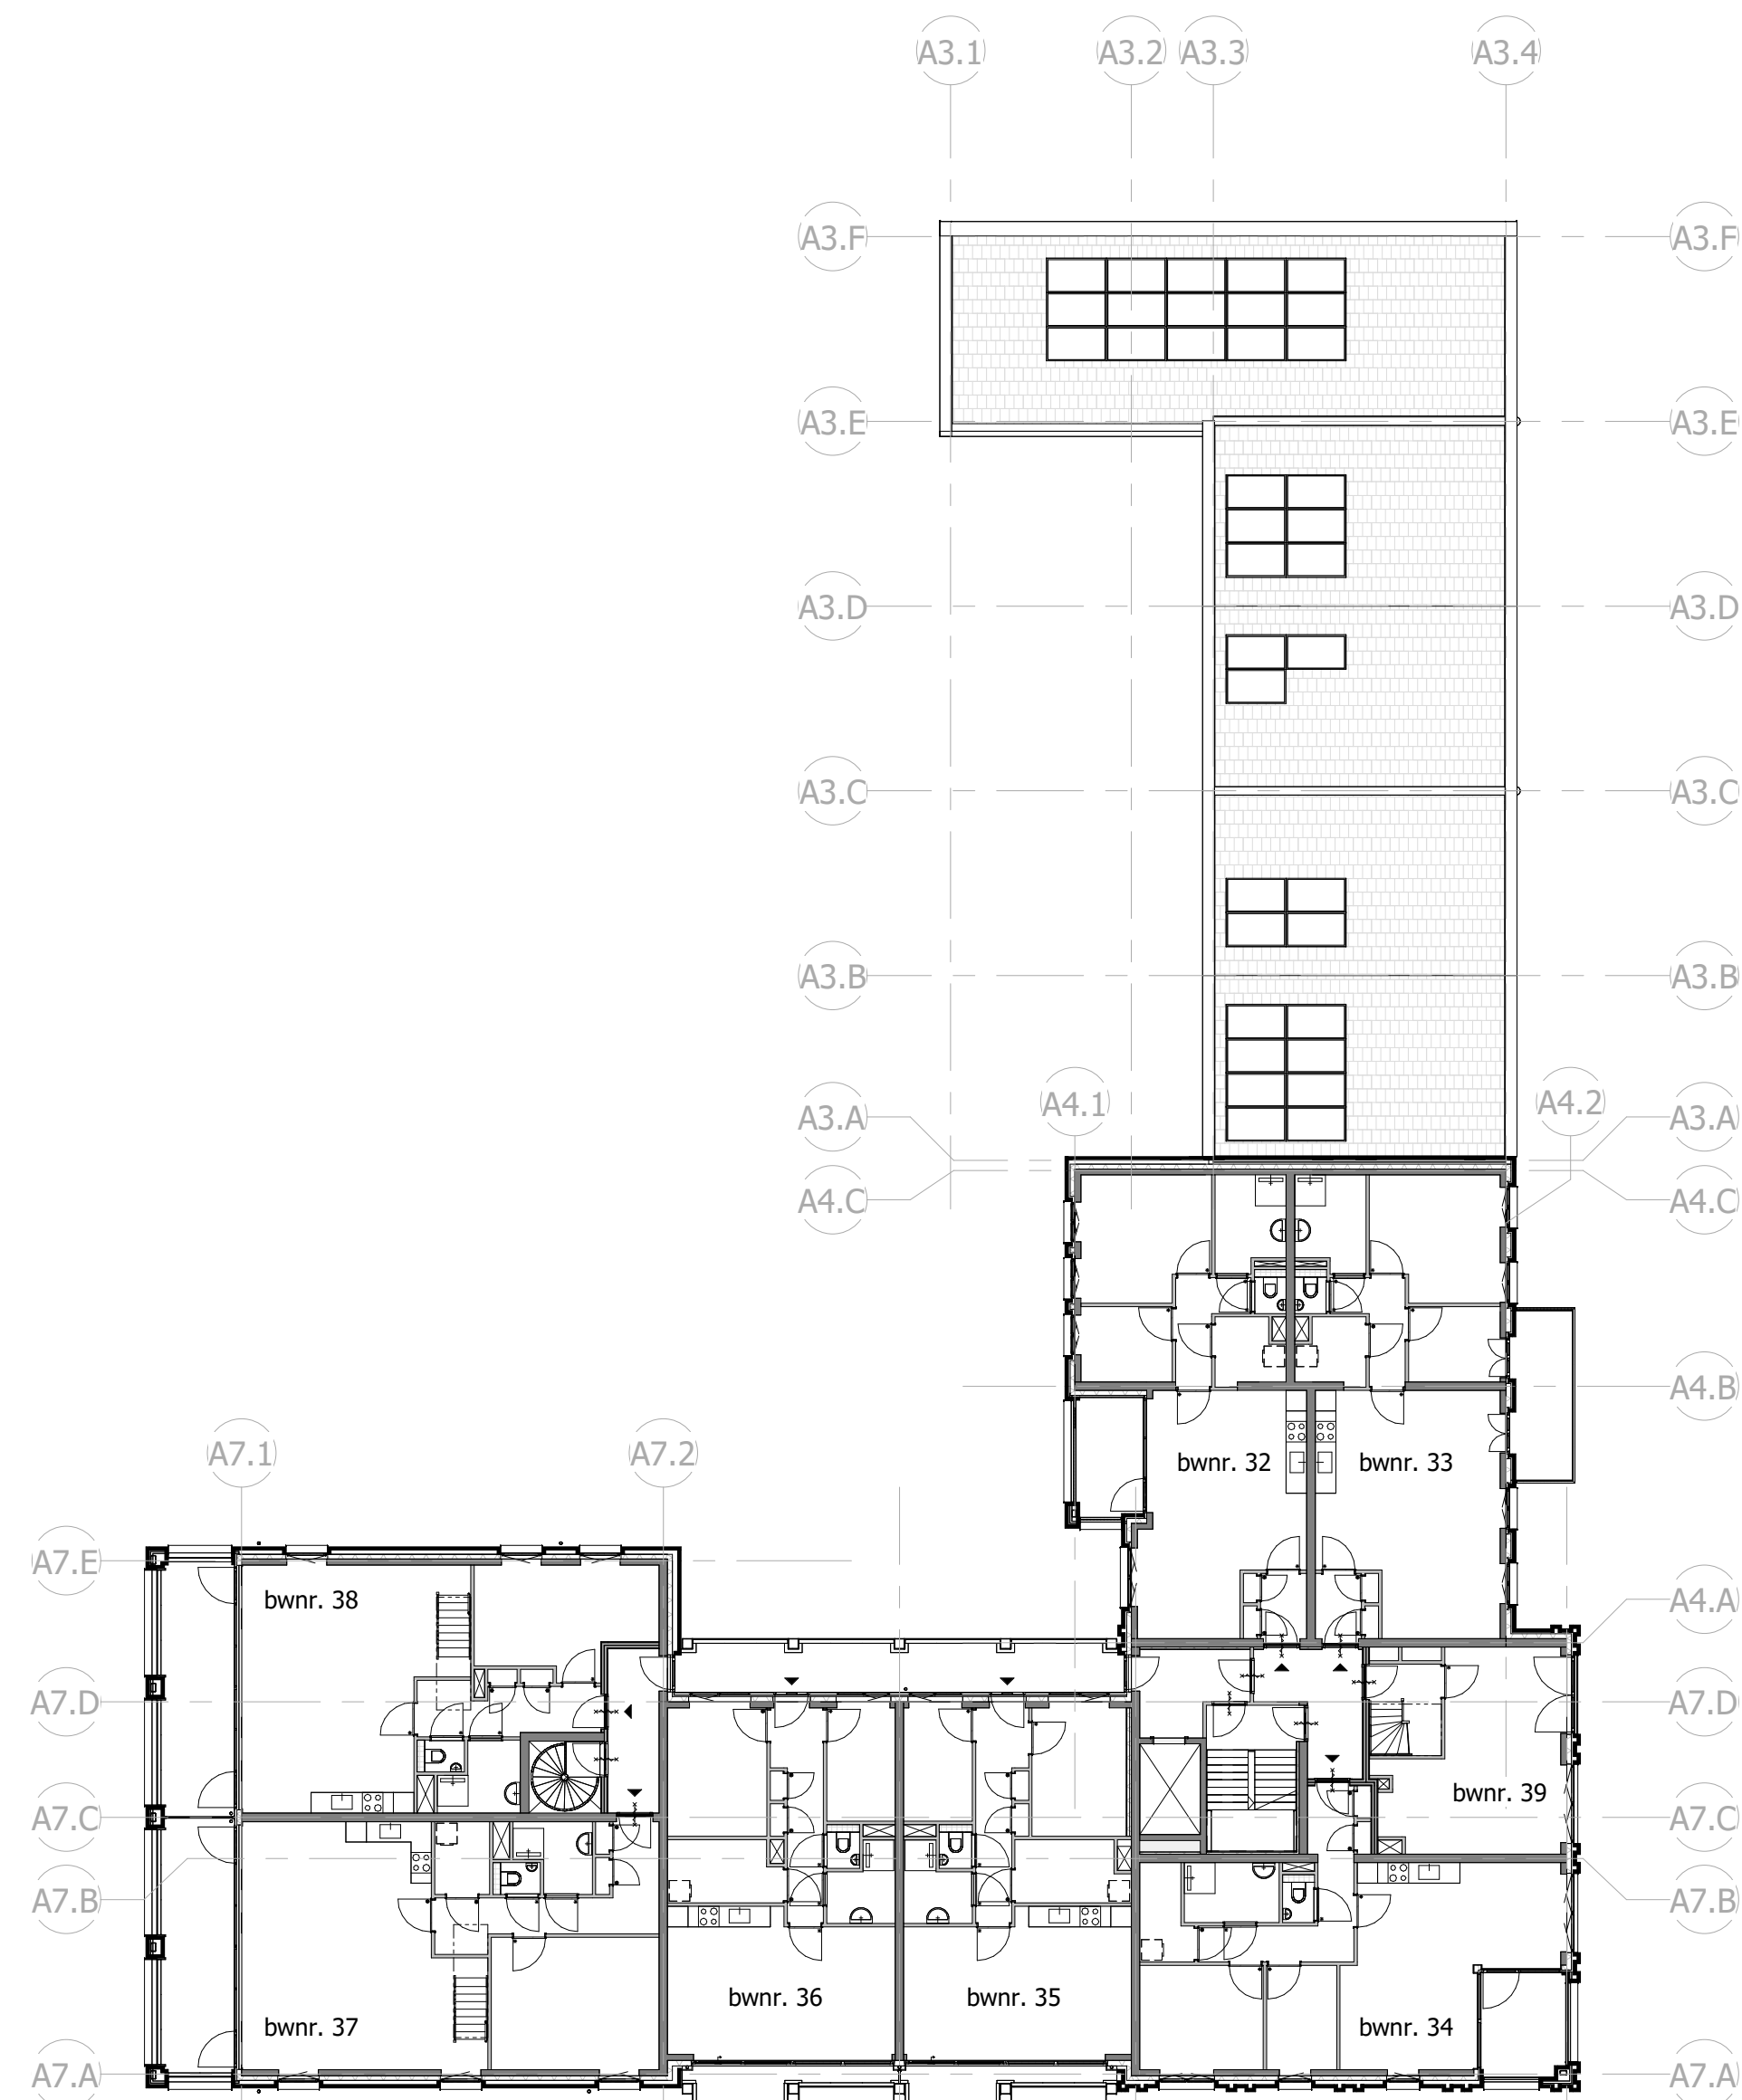 A3.1 A3.2 A3.3 A3.4
A3.F A3.F
A3.E A3.E
A3.D A3.D
A3.C A3.C
A3.B A3.B
A4.1 A4.2
A3.A A3.A
A4.C A4.C
A4.B
A7.1 A7.2 bwnr. 32 bwnr. 33
A7.E
bwnr. 38 A4.A
A7.D A7.D
bwnr. 39
A7.C A7.C
A7.B A7.B
bwnr. 36 bwnr. 35
bwnr. 37 bwnr. 34
A7.A A7.A